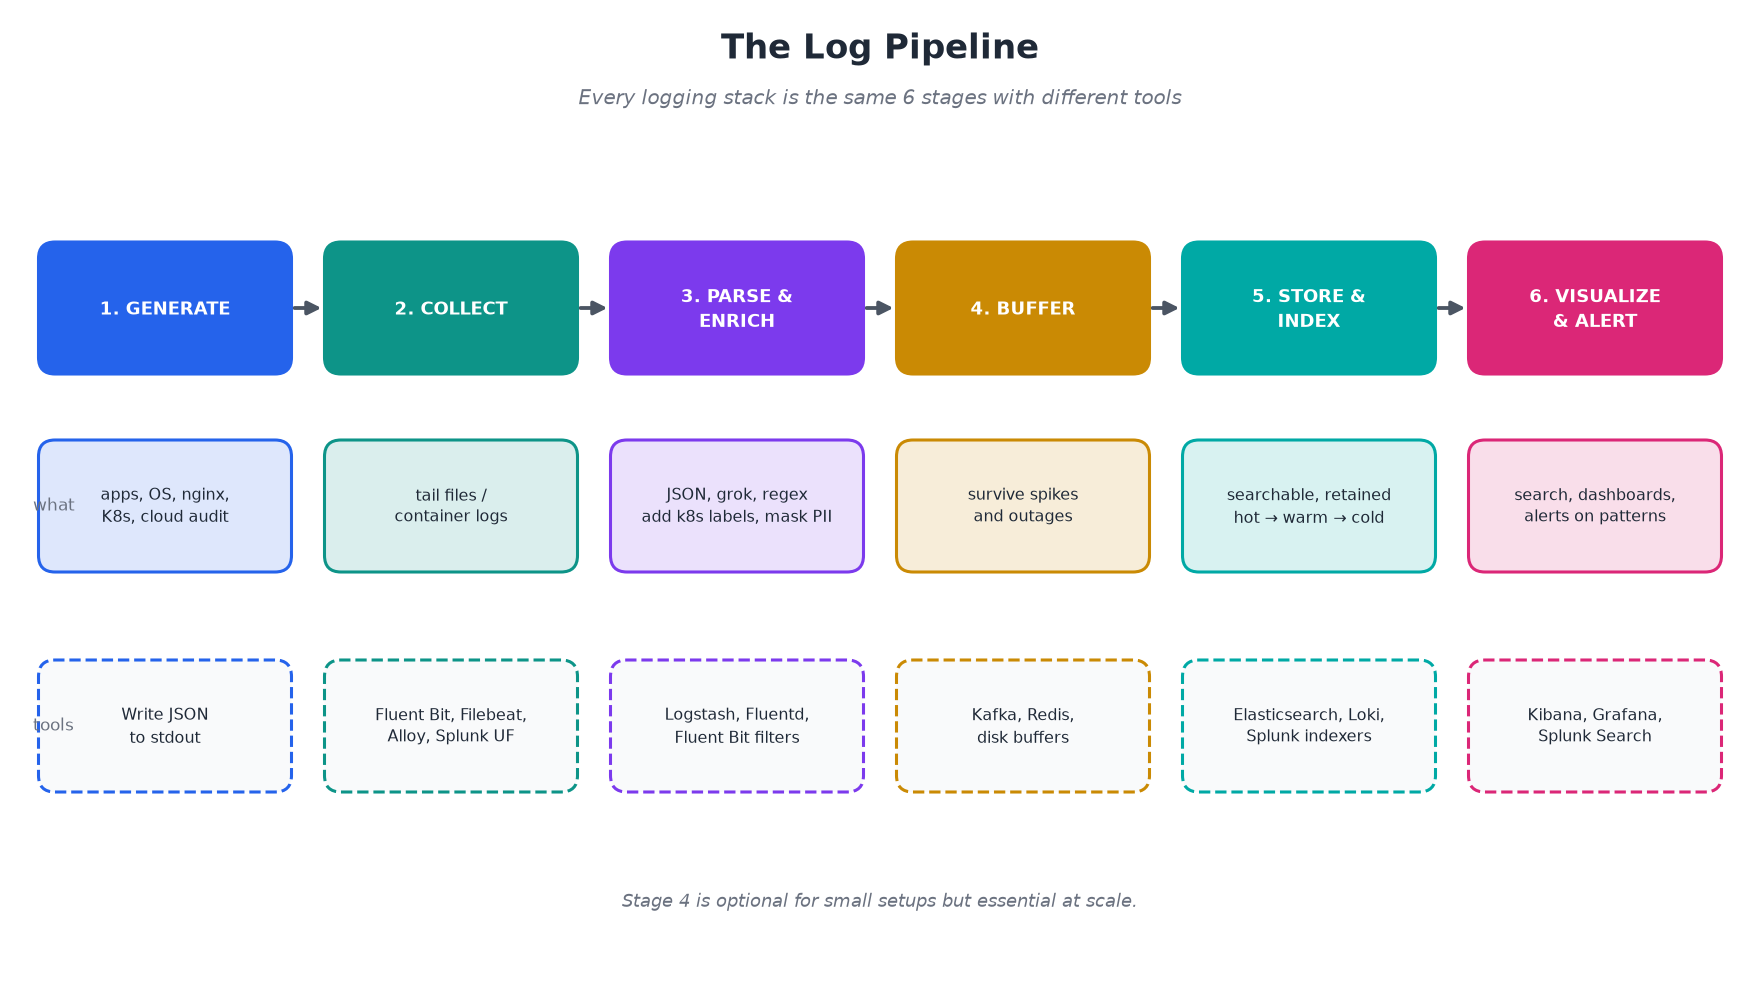 The Log Pipeline
Every logging stack is the same 6 stages with different tools
1. GENERATE
2. COLLECT
3. PARSE &
ENRICH
4. BUFFER
5. STORE &
INDEX
6. VISUALIZE
& ALERT
what
apps, OS, nginx,
K8s, cloud audit
tail files /
container logs
JSON, grok, regex
add k8s labels, mask PII
survive spikes
and outages
searchable, retained
hot → warm → cold
search, dashboards,
alerts on patterns
tools
Write JSON
to stdout
Fluent Bit, Filebeat,
Alloy, Splunk UF
Logstash, Fluentd,
Fluent Bit filters
Kafka, Redis,
disk buffers
Elasticsearch, Loki,
Splunk indexers
Kibana, Grafana,
Splunk Search
Stage 4 is optional for small setups but essential at scale.